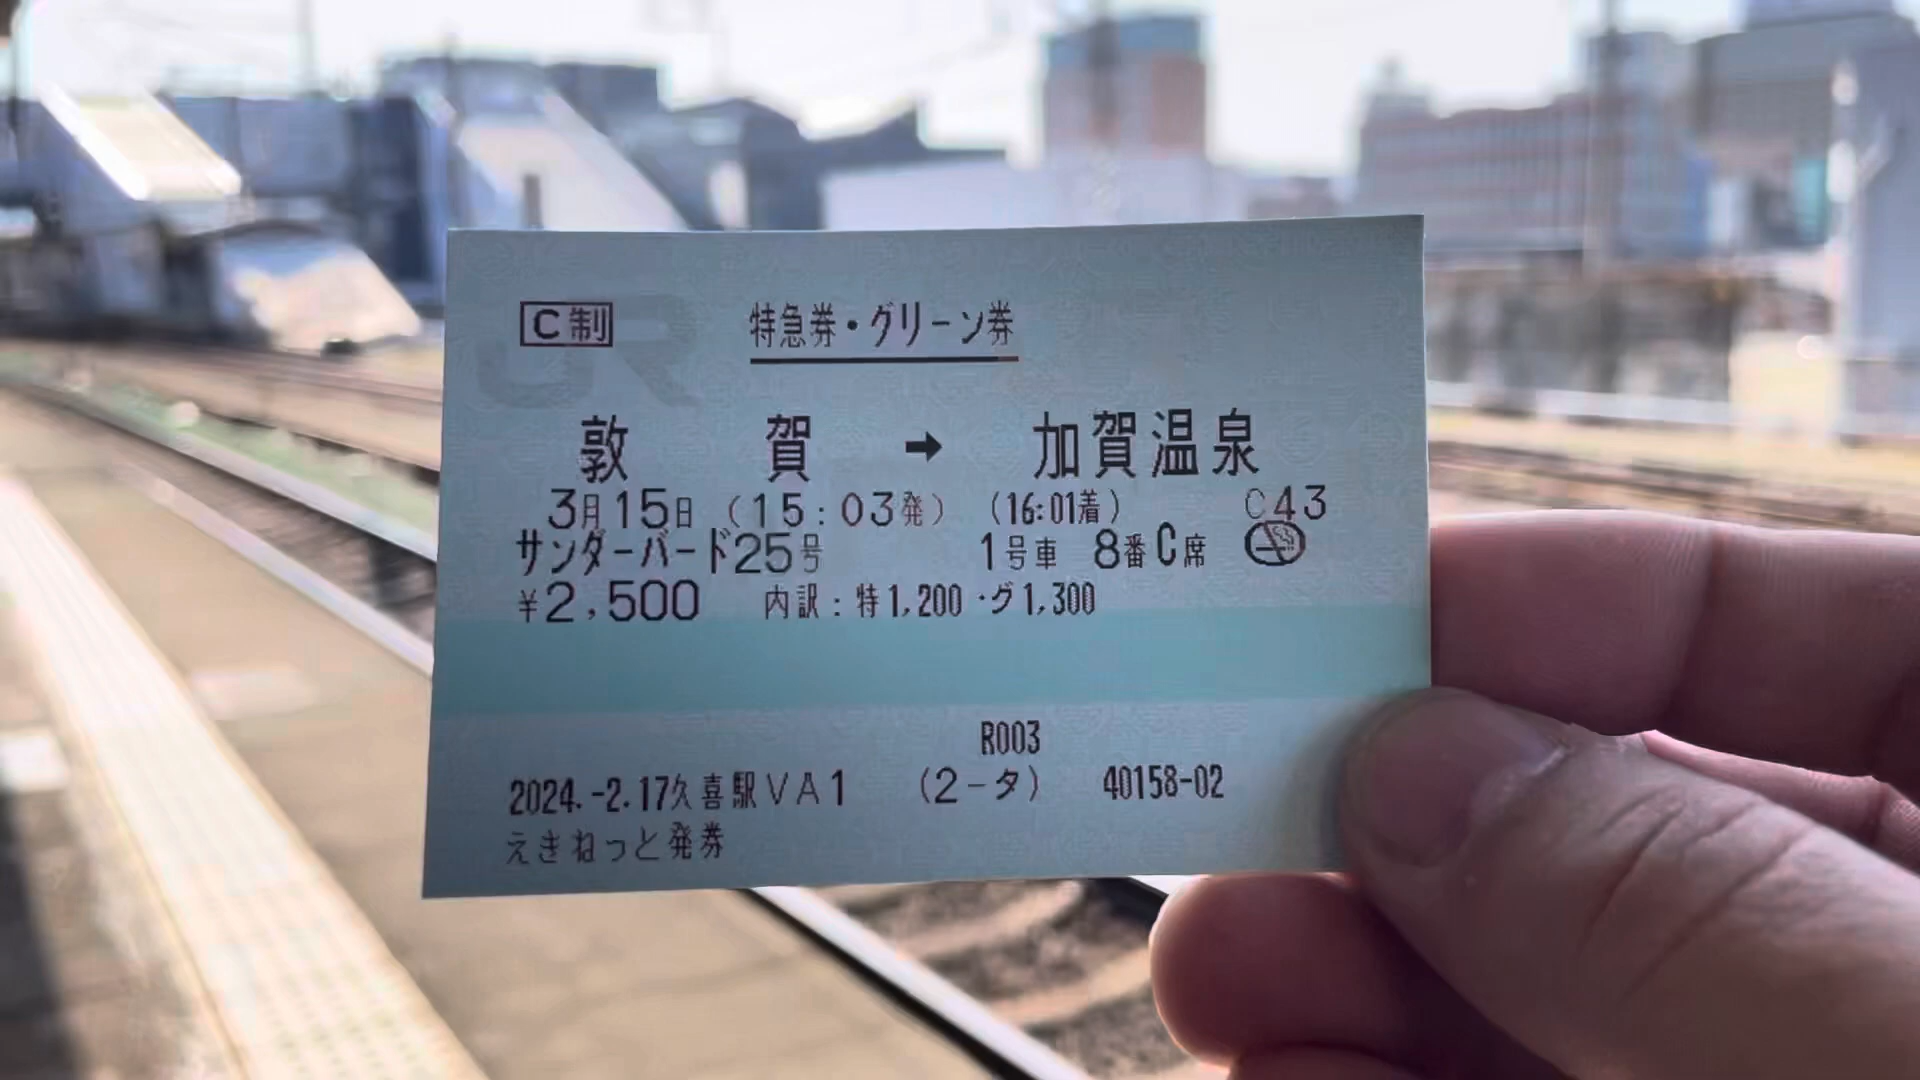 C制 特急券・グリーン券
敦賀 → 加賀温泉
3月15日 (15:03発) (16:01着) C43
サンダーバード25号 1号車 8番C席
¥2,500 内訳:特1,200・グ1,300
R003
2024.-2.17久喜駅VA1 (2-タ) 40158-02
えきねっと発券